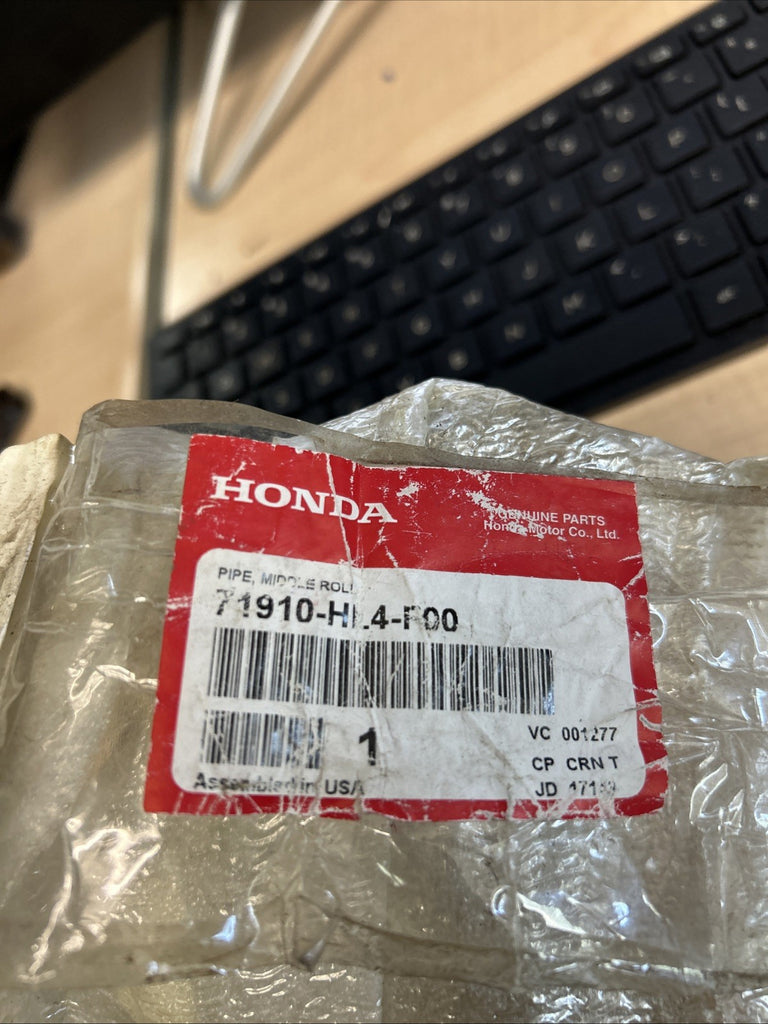 HONDA
GENUINE PARTS
Honda Motor Co., Ltd.
PIPE, MIDDLE ROLL
71910-HL4-F00
1
VC 001277
CP CRN T
Assembled in USA
JD